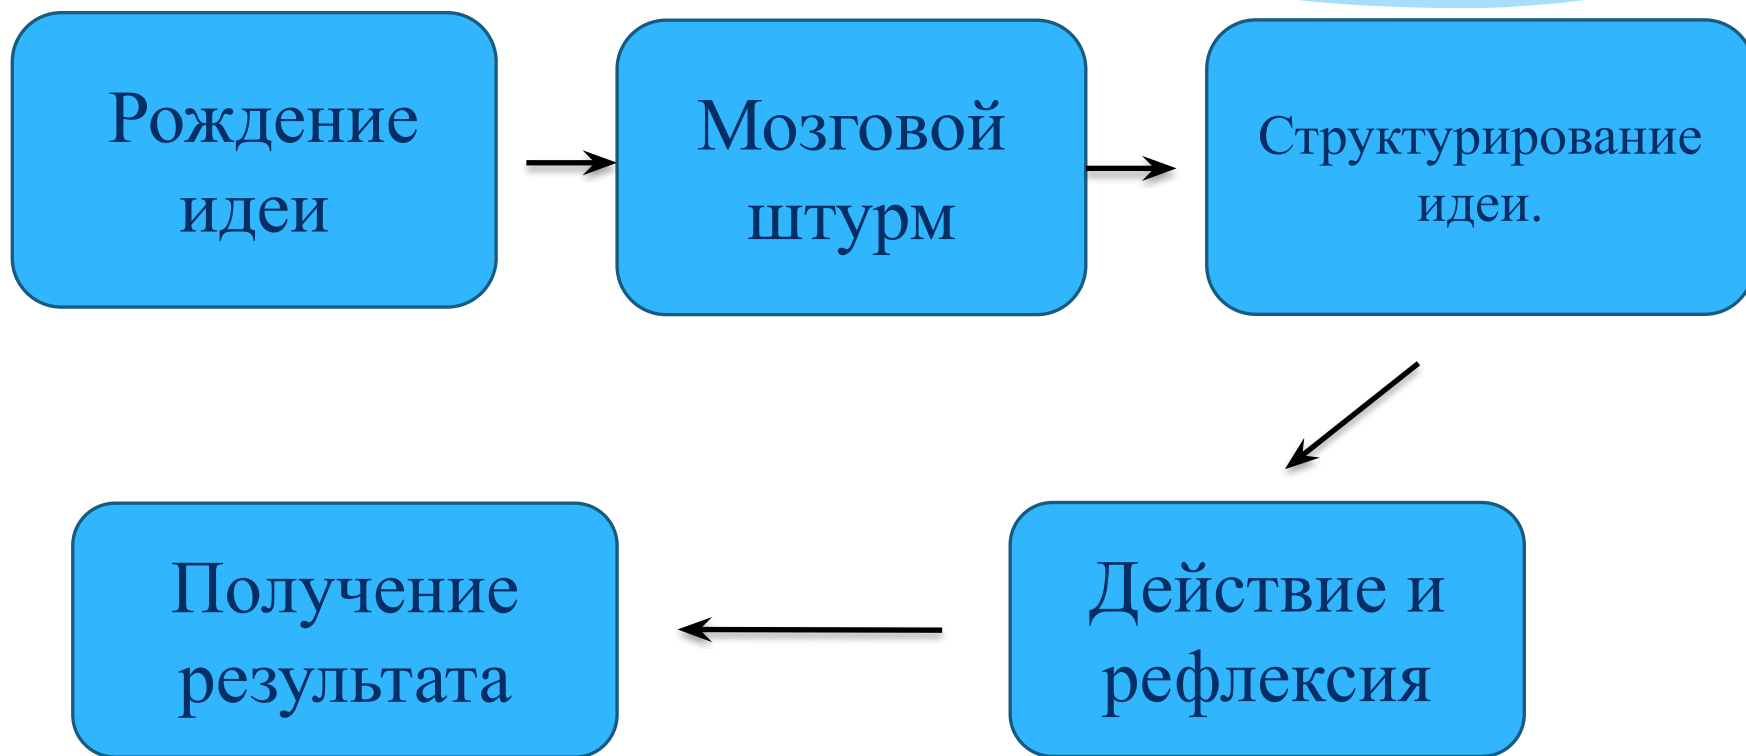 Рождение
идеи
Мозговой
штурм
Структурирование
идеи.
Действие и
рефлексия
Получение
результата